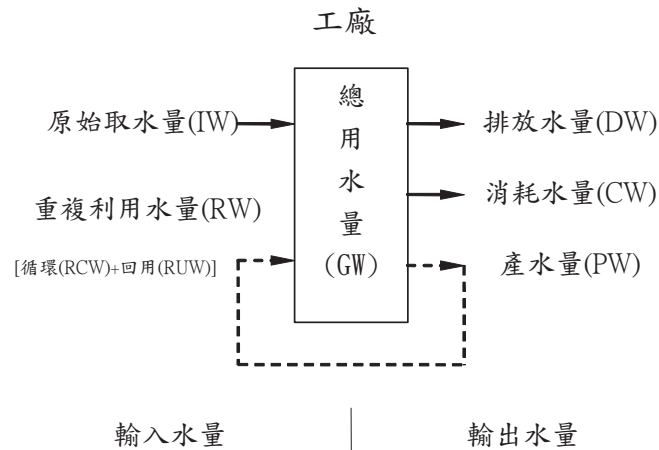 工廠
總用水量(GW)
原始取水量(IW)
重複利用水量(RW)
[循環(RCW)+回用(RUW)]
排放水量(DW)
消耗水量(CW)
產水量(PW)
輸入水量
輸出水量